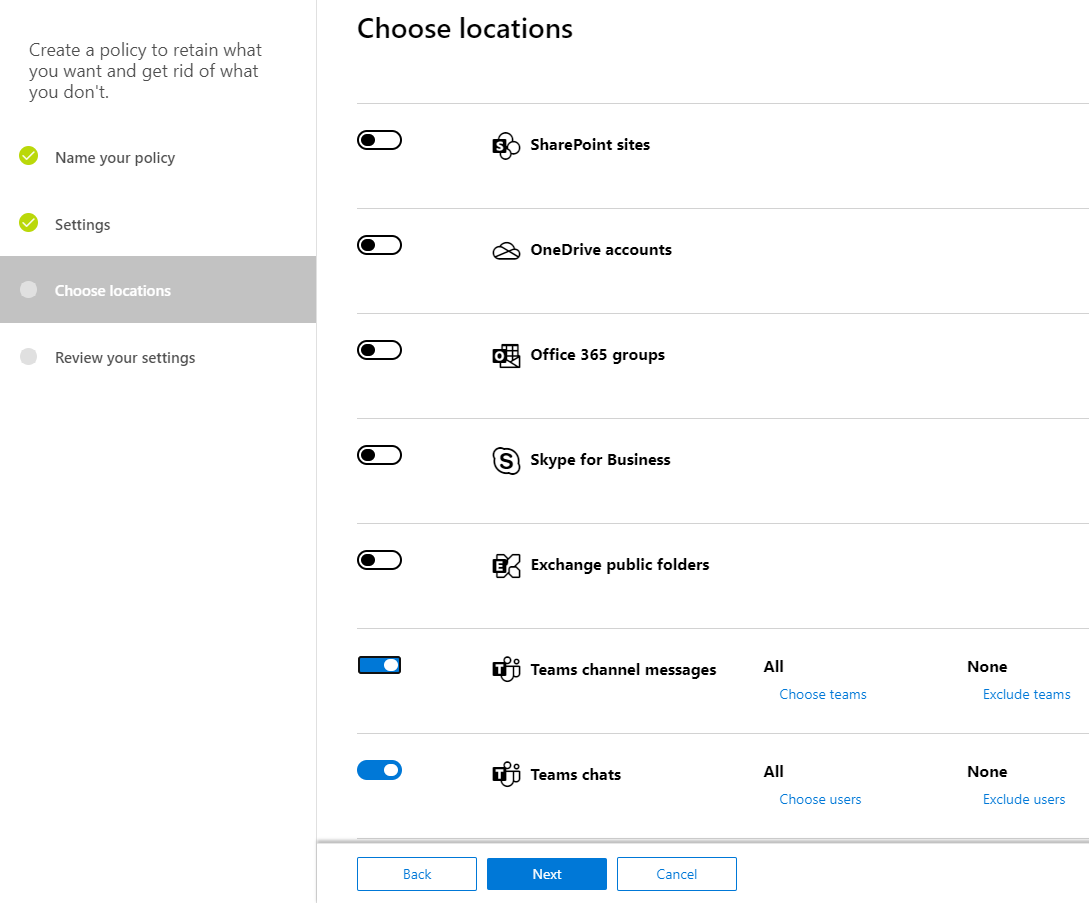 Create a policy to retain what
you want and get rid of what
you don't.
Name your policy
Settings
Choose locations
Review your settings
Choose locations
SharePoint sites
OneDrive accounts
Office 365 groups
Skype for Business
Exchange public folders
Teams channel messages All None
Choose teams Exclude teams
Teams chats All None
Choose users Exclude users
Back Next Cancel